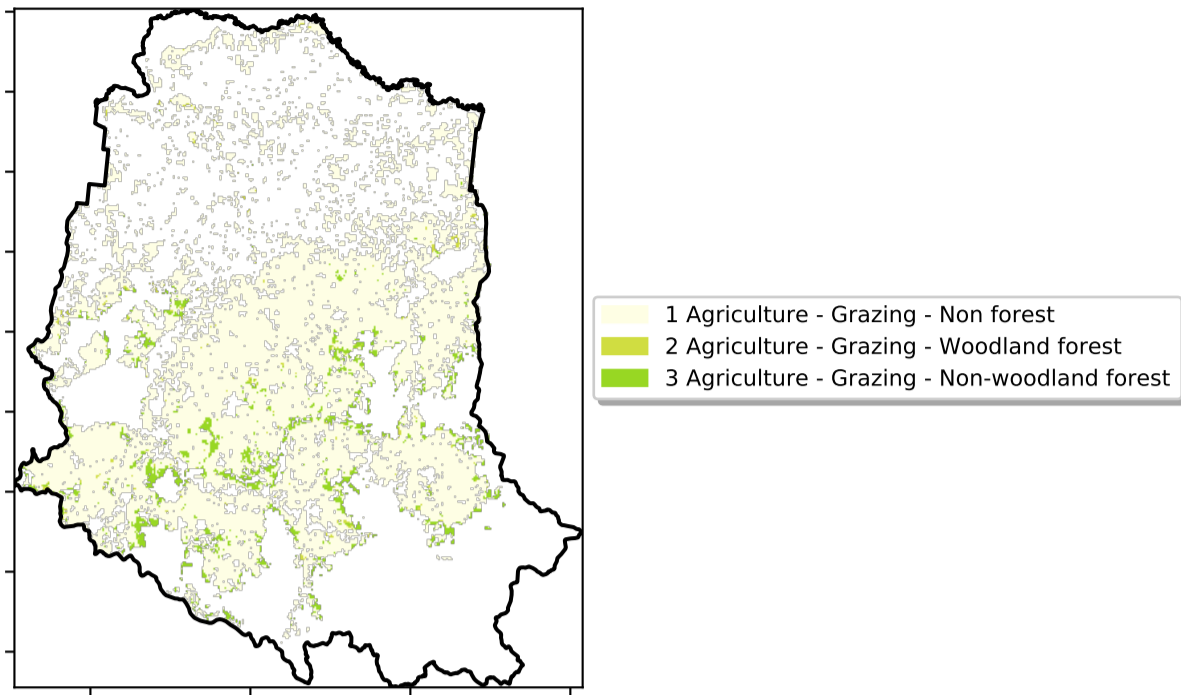 1 Agriculture - Grazing - Non forest
2 Agriculture - Grazing - Woodland forest
3 Agriculture - Grazing - Non-woodland forest